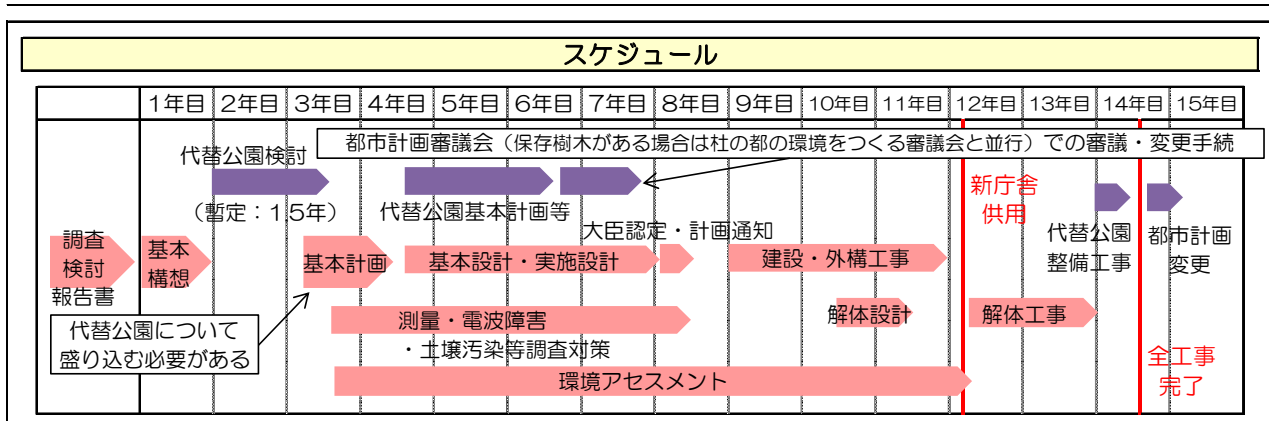 スケジュール
1年目 2年目 3年目 4年目 5年目 6年目 7年目 8年目 9年目 10年目 11年目 12年目 13年目 14年目 15年目
都市計画審議会（保存樹木がある場合は杜の都の環境をつくる審議会と並行）での審議・変更手続
代替公園検討
（暫定：1.5年）
代替公園基本計画等
新庁舎
供用
代替公園
整備工事
都市計画
変更
大臣認定・計画通知
調査
検討
報告書
基本
構想
基本計画
基本設計・実施設計
建設・外構工事
代替公園について
盛り込む必要がある
測量・電波障害
・土壌汚染等調査対策
解体設計
解体工事
環境アセスメント
全工事
完了